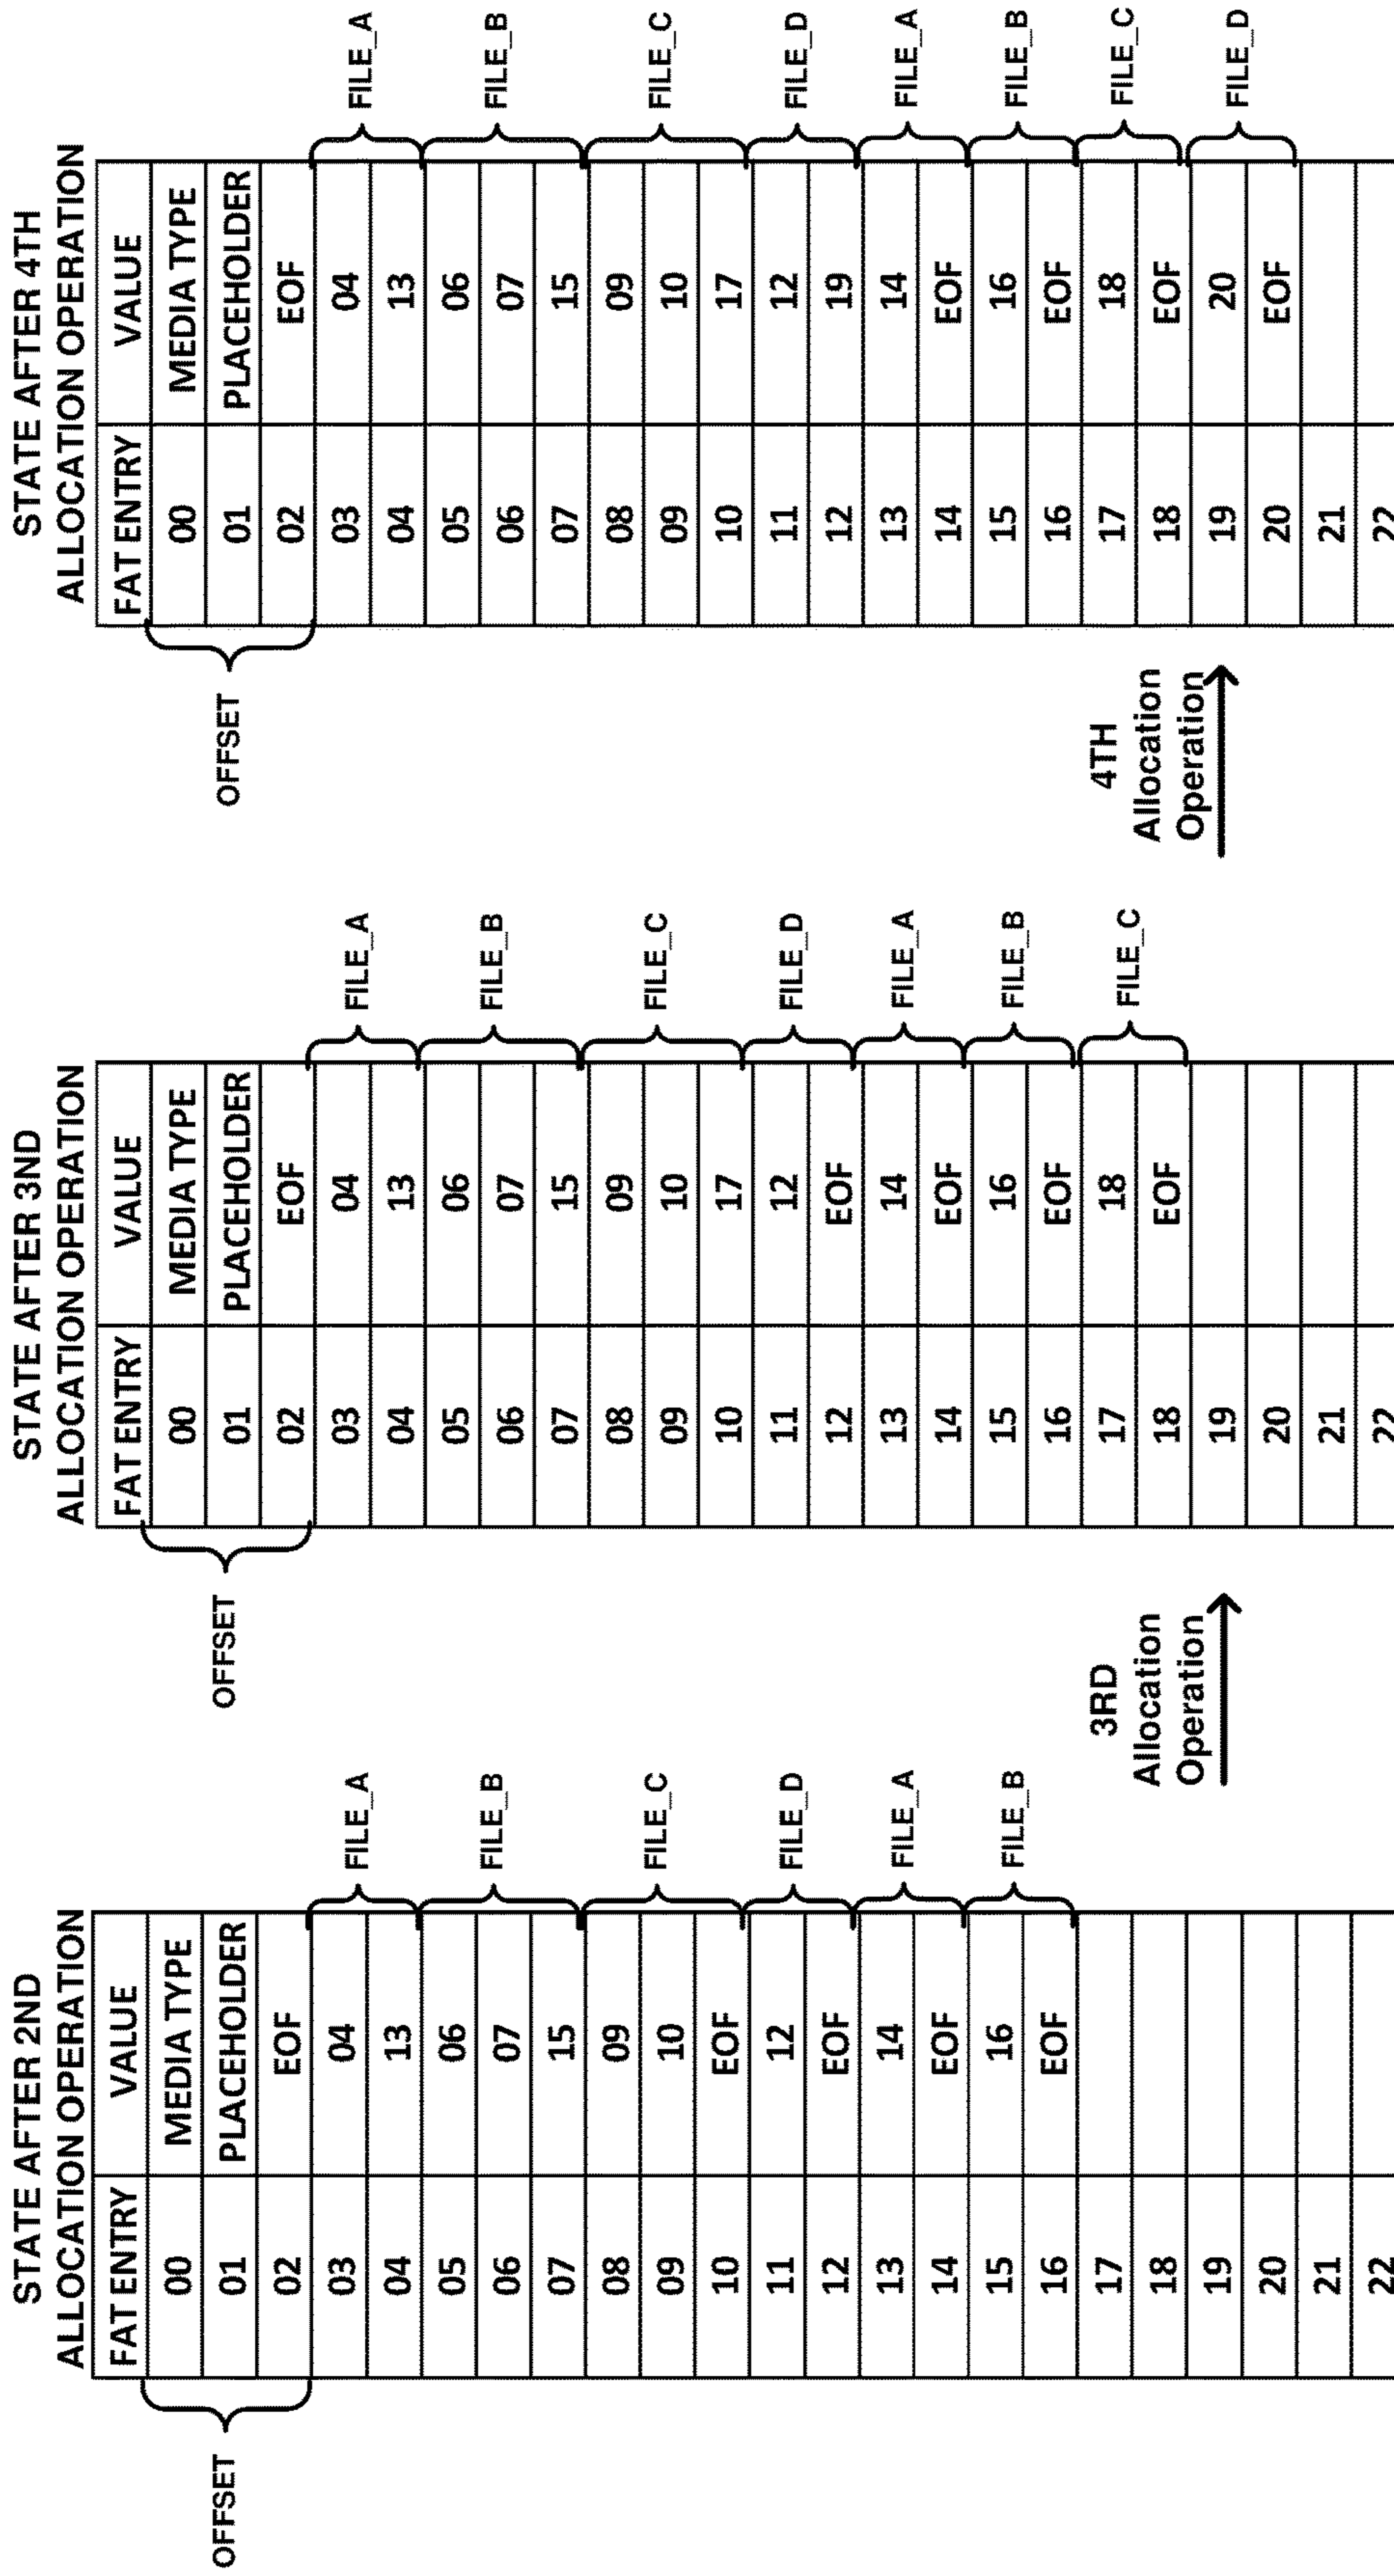 STATE AFTER 2ND
ALLOCATION OPERATION
FAT ENTRY VALUE
00 MEDIA TYPE
01 PLACEHOLDER
02 EOF
03 04
04 13
05 06
06 07
07 15
08 09
09 10
10 EOF
11 12
12 EOF
13 14
14 EOF
15 16
16 EOF
17
18
19
20
21
22
OFFSET
FILE_A
FILE_B
FILE_C
FILE_D
FILE_A
FILE_B
3RD
Allocation
Operation
STATE AFTER 3ND
ALLOCATION OPERATION
FAT ENTRY VALUE
00 MEDIA TYPE
01 PLACEHOLDER
02 EOF
03 04
04 13
05 06
06 07
07 15
08 09
09 10
10 17
11 12
12 EOF
13 14
14 EOF
15 16
16 EOF
17 18
18 EOF
19
20
21
22
OFFSET
FILE_A
FILE_B
FILE_C
FILE_D
FILE_A
FILE_B
FILE_C
4TH
Allocation
Operation
STATE AFTER 4TH
ALLOCATION OPERATION
FAT ENTRY VALUE
00 MEDIA TYPE
01 PLACEHOLDER
02 EOF
03 04
04 13
05 06
06 07
07 15
08 09
09 10
10 17
11 12
12 19
13 14
14 EOF
15 16
16 EOF
17 18
18 EOF
19 20
20 EOF
21
22
OFFSET
FILE_A
FILE_B
FILE_C
FILE_D
FILE_A
FILE_B
FILE_C
FILE_D